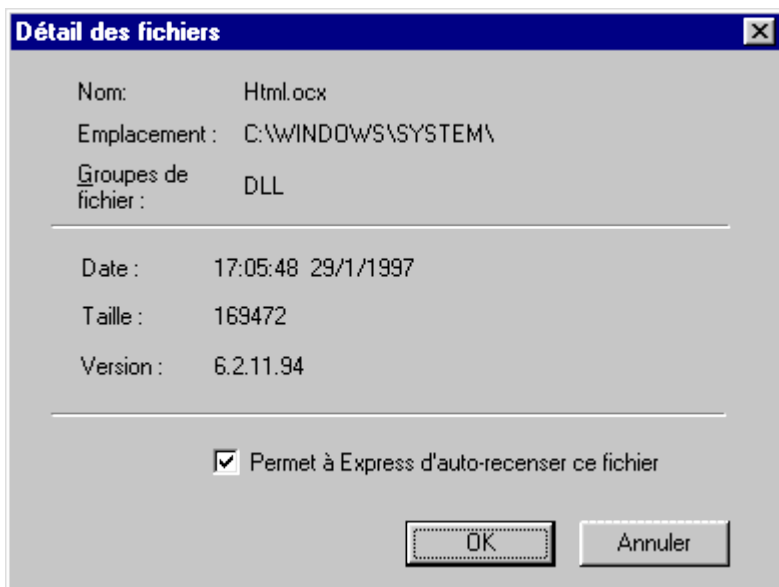 Détail des fichiers
Nom: Html.ocx
Emplacement : C:\WINDOWS\SYSTEM\
Groupes de fichier : DLL
Date : 17:05:48 29/1/1997
Taille : 169472
Version : 6.2.11.94
Permet à Express d'auto-recenser ce fichier
OK Annuler